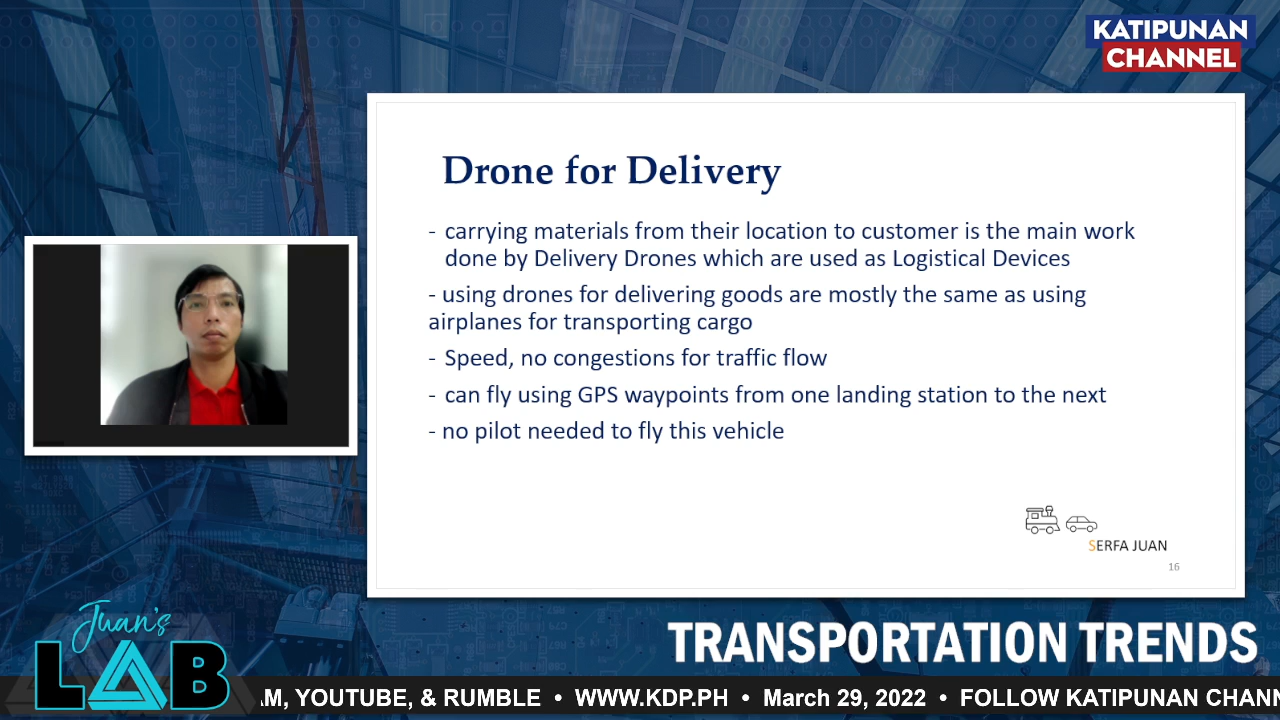 KATIPUNAN
CHANNEL
Drone for Delivery
- carrying materials from their location to customer is the main work
done by Delivery Drones which are used as Logistical Devices
- using drones for delivering goods are mostly the same as using
airplanes for transporting cargo
- Speed, no congestions for traffic flow
- can fly using GPS waypoints from one landing station to the next
- no pilot needed to fly this vehicle
SERFA JUAN
16
Juan's
LAB
TRANSPORTATION TRENDS
AM, YOUTUBE, & RUMBLE • WWW.KDP.PH • March 29, 2022 • FOLLOW KATIPUNAN CHANN